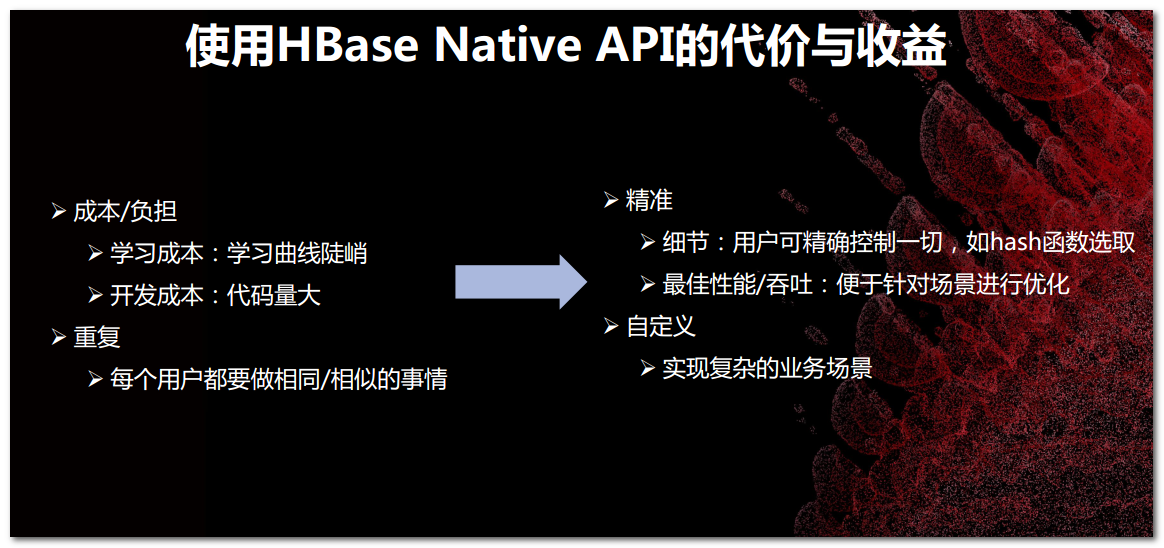 使用HBase Native API的代价与收益
成本/负担
学习成本：学习曲线陡峭
开发成本：代码量大
重复
每个用户都要做相同/相似的事情
精准
细节：用户可精确控制一切，如hash函数选取
最佳性能/吞吐：便于针对场景进行优化
自定义
实现复杂的业务场景